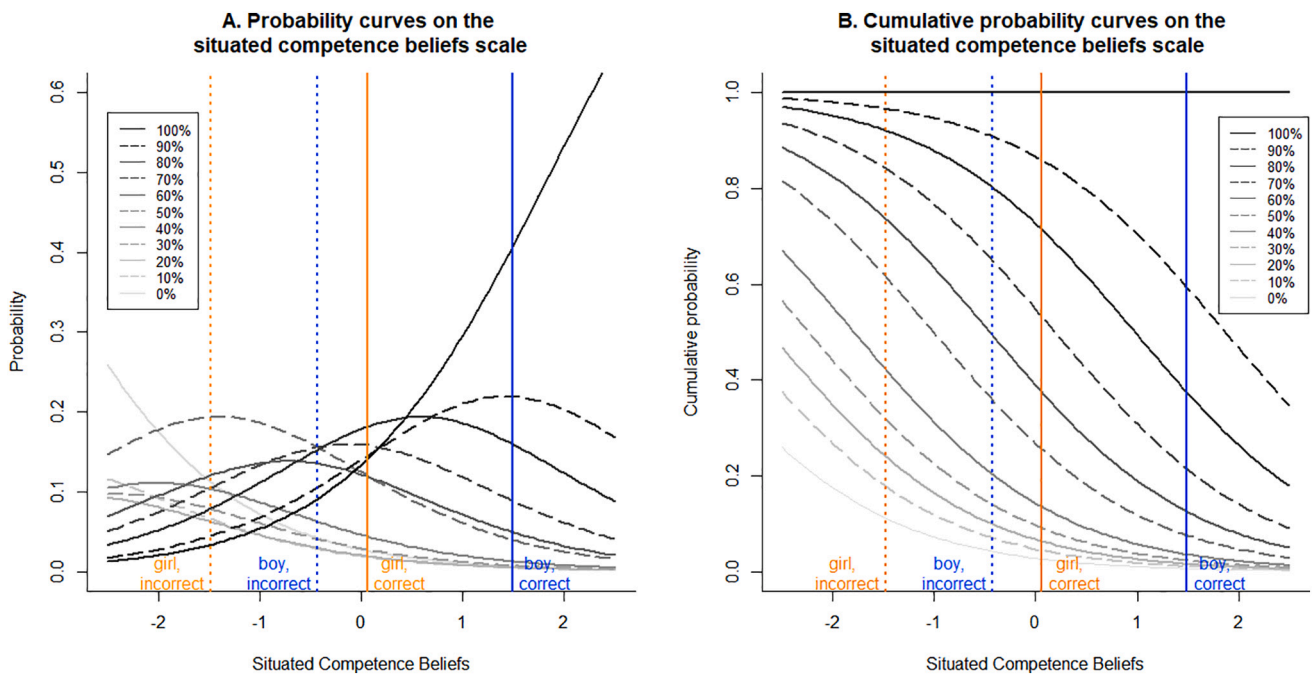 A. Probability curves on the
situated competence beliefs scale
Probability
0.0
0.1
0.2
0.3
0.4
0.5
0.6
100%
90%
80%
70%
60%
50%
40%
30%
20%
10%
0%
girl,
incorrect
boy,
incorrect
girl,
correct
boy,
correct
-2
-1
0
1
2
Situated Competence Beliefs
B. Cumulative probability curves on the
situated competence beliefs scale
Cumulative probability
0.0
0.2
0.4
0.6
0.8
1.0
100%
90%
80%
70%
60%
50%
40%
30%
20%
10%
0%
girl,
incorrect
boy,
incorrect
girl,
correct
boy,
correct
-2
-1
0
1
2
Situated Competence Beliefs